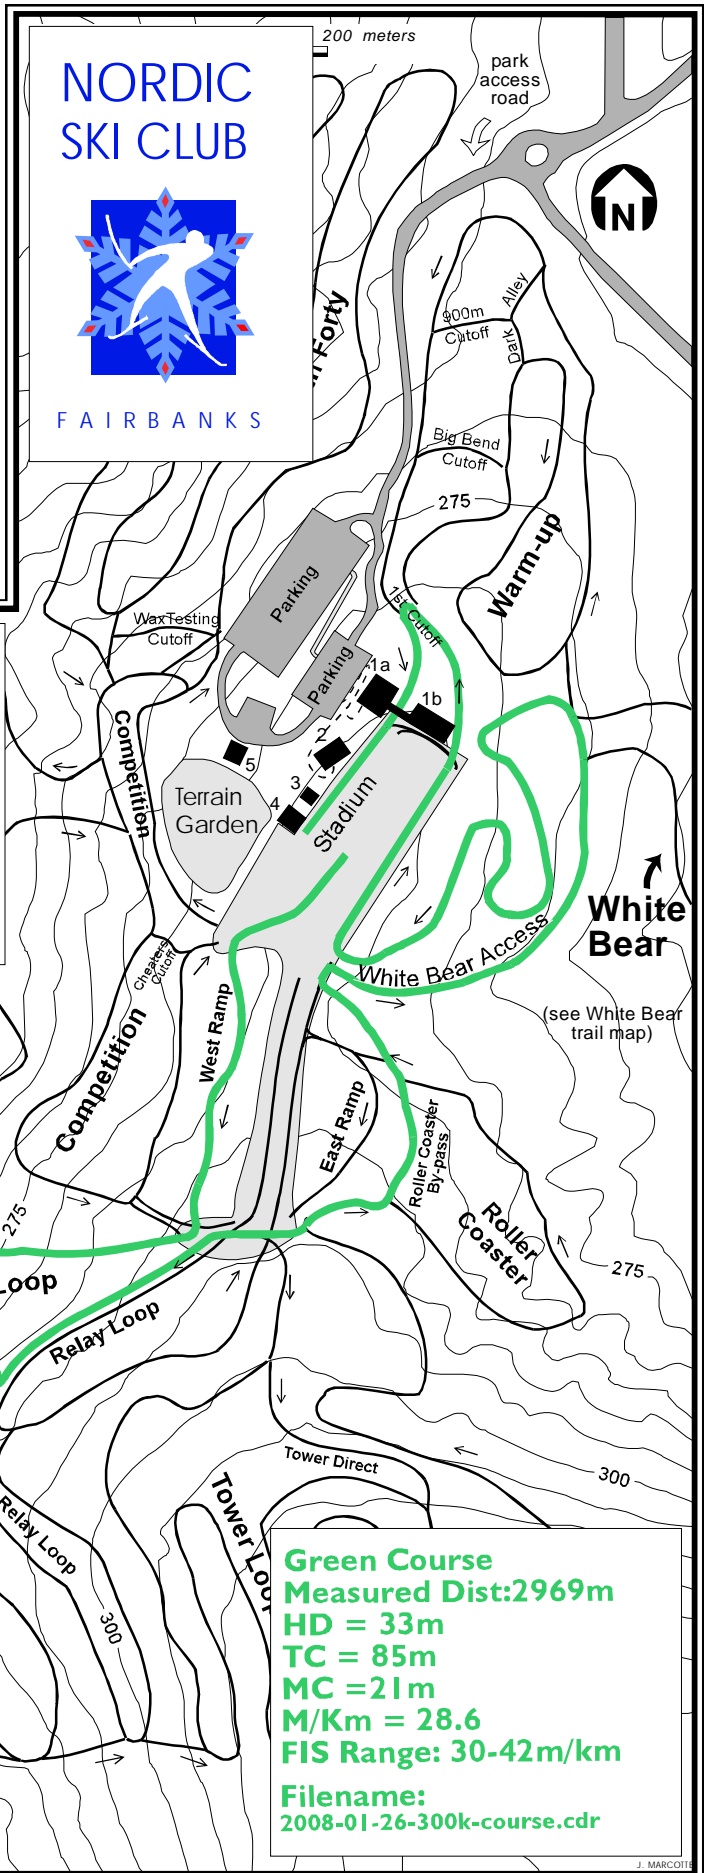 200 meters
NORDIC
SKI CLUB
FAIRBANKS
park
access
road
N
Forty
900m
Cutoff
Dark Alley
Big Bend
Cutoff
275
Warm-up
Parking
Parking
1st Cutoff
WaxTesting
Cutoff
1a
1b
2
3
4
5
Competition
Terrain
Garden
Stadium
White
Bear
White Bear Access
(see White Bear
trail map)
Cheaters
Cutoff
Competition
West Ramp
East Ramp
Roller Coaster
By-pass
Roller
Coaster
275
275
Loop
Relay Loop
Tower Direct
300
Relay Loop
300
Tower Loop
Green Course
Measured Dist:2969m
HD = 33m
TC = 85m
MC =21m
M/Km = 28.6
FIS Range: 30-42m/km
Filename:
2008-01-26-300k-course.cdr
J. MARCOTTE